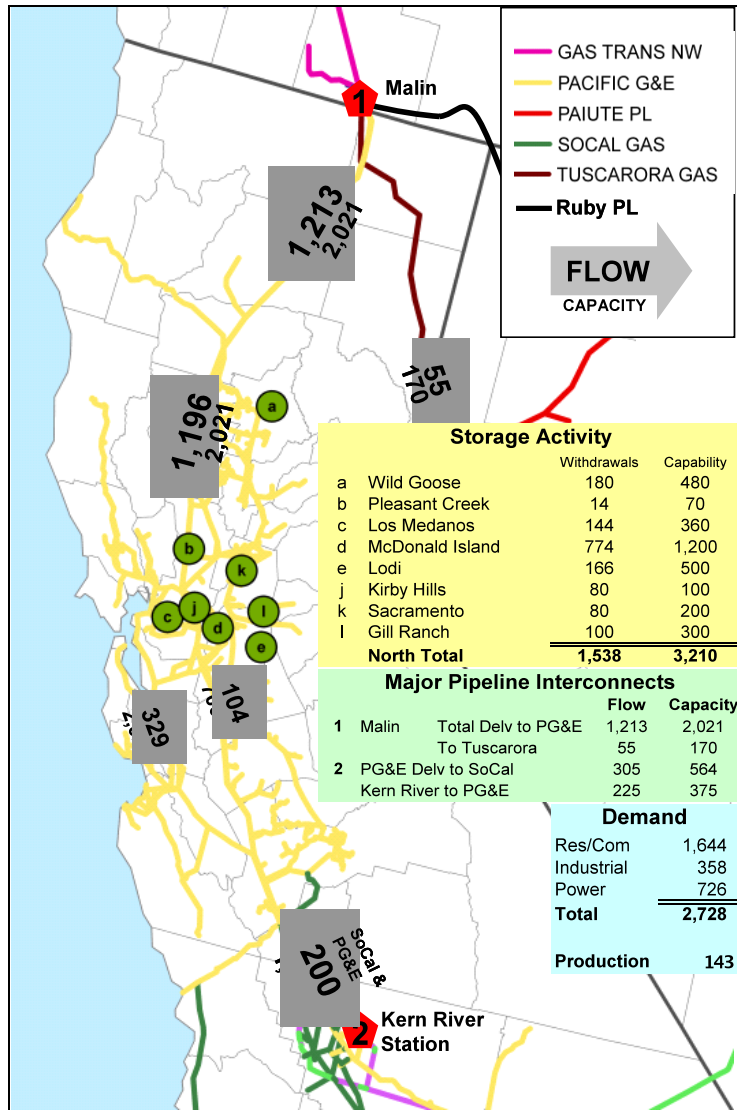 GAS TRANS NW
PACIFIC G&E
PAIUTE PL
SOCAL GAS
TUSCARORA GAS
Ruby PL
FLOW
CAPACITY
1
Malin
1,213
2,021
55
170
1,196
2,021
a
b
k
c
j
d
l
e
Storage Activity
Withdrawals Capability
a Wild Goose 180 480
b Pleasant Creek 14 70
c Los Medanos 144 360
d McDonald Island 774 1,200
e Lodi 166 500
j Kirby Hills 80 100
k Sacramento 80 200
l Gill Ranch 100 300
North Total 1,538 3,210
Major Pipeline Interconnects
Flow Capacity
1 Malin Total Delv to PG&E 1,213 2,021
To Tuscarora 55 170
2 PG&E Delv to SoCal 305 564
Kern River to PG&E 225 375
104
329
Demand
Res/Com 1,644
Industrial 358
Power 726
Total 2,728
Production 143
SoCal &
PG&E
200
2
Kern River
Station